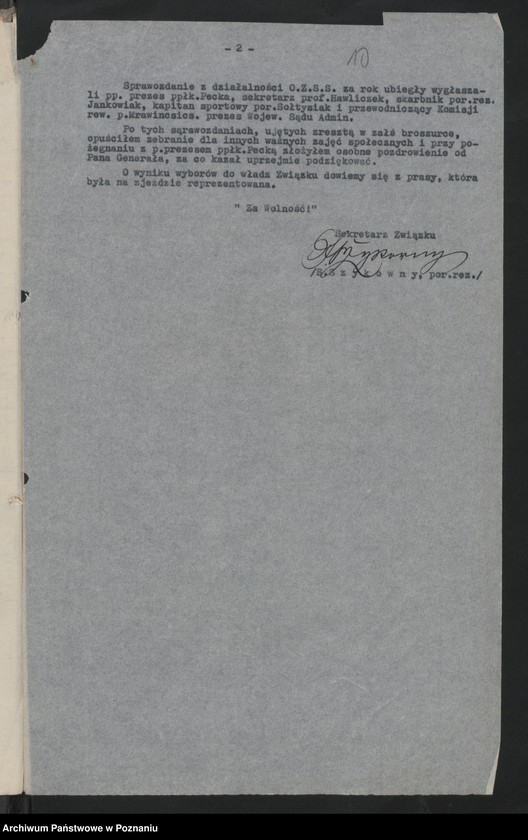 - 2 -
10
Sprawozdanie z działalności O.Z.S.S. za rok ubiegły wygłasza-
li pp. prezes ppłk.Pecka, sekretarz prof.Hawliczek, skarbnik por.rez.
Jankowiak, kapitan sportowy por.Sołtysiak i przewodniczący Komisji
rew. p.Krawincsics. prezes Wojew. Sądu Admin.
Po tych sąrawozdaniach, ujętych zresztą w załś broszurce,
opuściłem zebranie dla innych ważnych zajęć społecznych i przy po-
żegnaniu z p.prezesem ppłk.Pecką złożyłem osobne pozdrowienie od
Pana Generała, za co kazał uprzejmie podziękować.
O wyniku wyborów do władz Związku dowiemy się z prasy, która
była na zjeździe reprezentowana.
" Za Wolność!"
Sekretarz Związku
z y k o w n y, por.rez./
Archiwum Państwowe w Poznaniu